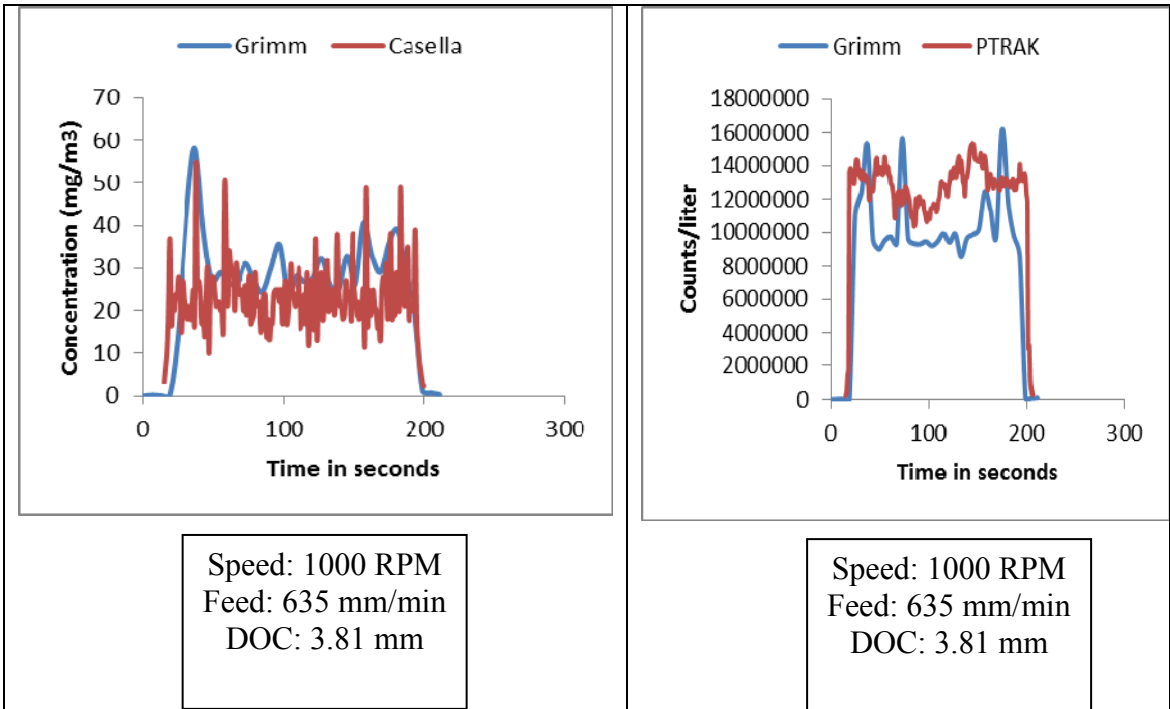 Grimm Casella
70
60
50
40
30
20
10
0
Concentration (mg/m3)
0 100 200 300
Time in seconds
Speed: 1000 RPM
Feed: 635 mm/min
DOC: 3.81 mm
Grimm PTRAK
18000000
16000000
14000000
12000000
10000000
8000000
6000000
4000000
2000000
0
Counts/liter
0 100 200 300
Time in seconds
Speed: 1000 RPM
Feed: 635 mm/min
DOC: 3.81 mm